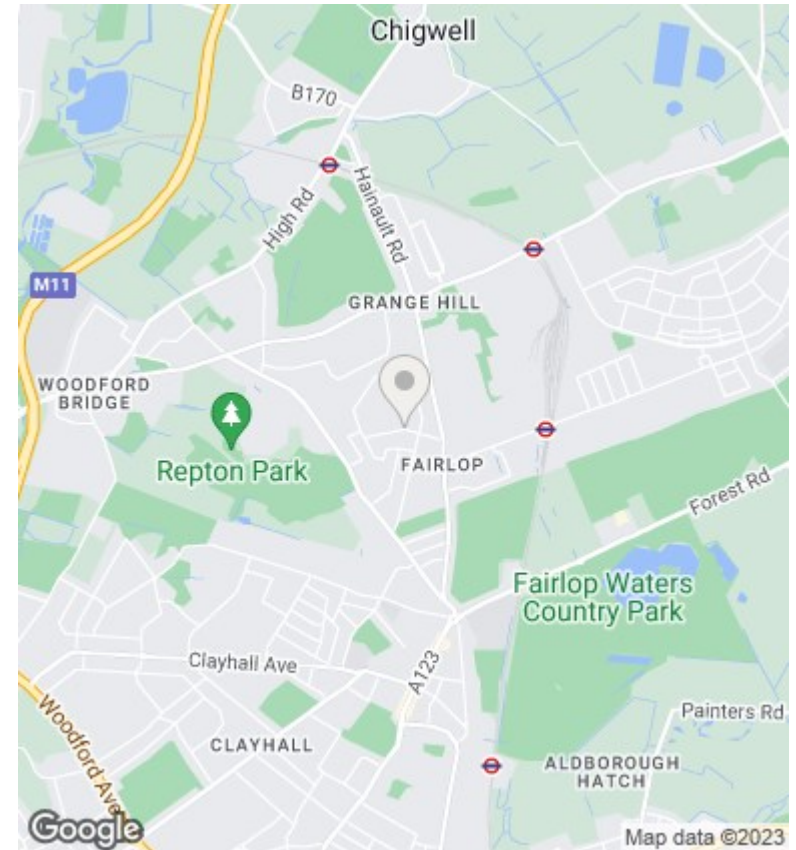 Chigwell
B170
High Rd
Hainault Rd
M11
GRANGE HILL
WOODFORD
BRIDGE
Repton Park
FAIRLOP
Forest Rd
Fairlop Waters
Country Park
Clayhall Ave
A123
Woodford Ave
Painters Rd
CLAYHALL
ALDBOROUGH
HATCH
Google
Map data ©2023